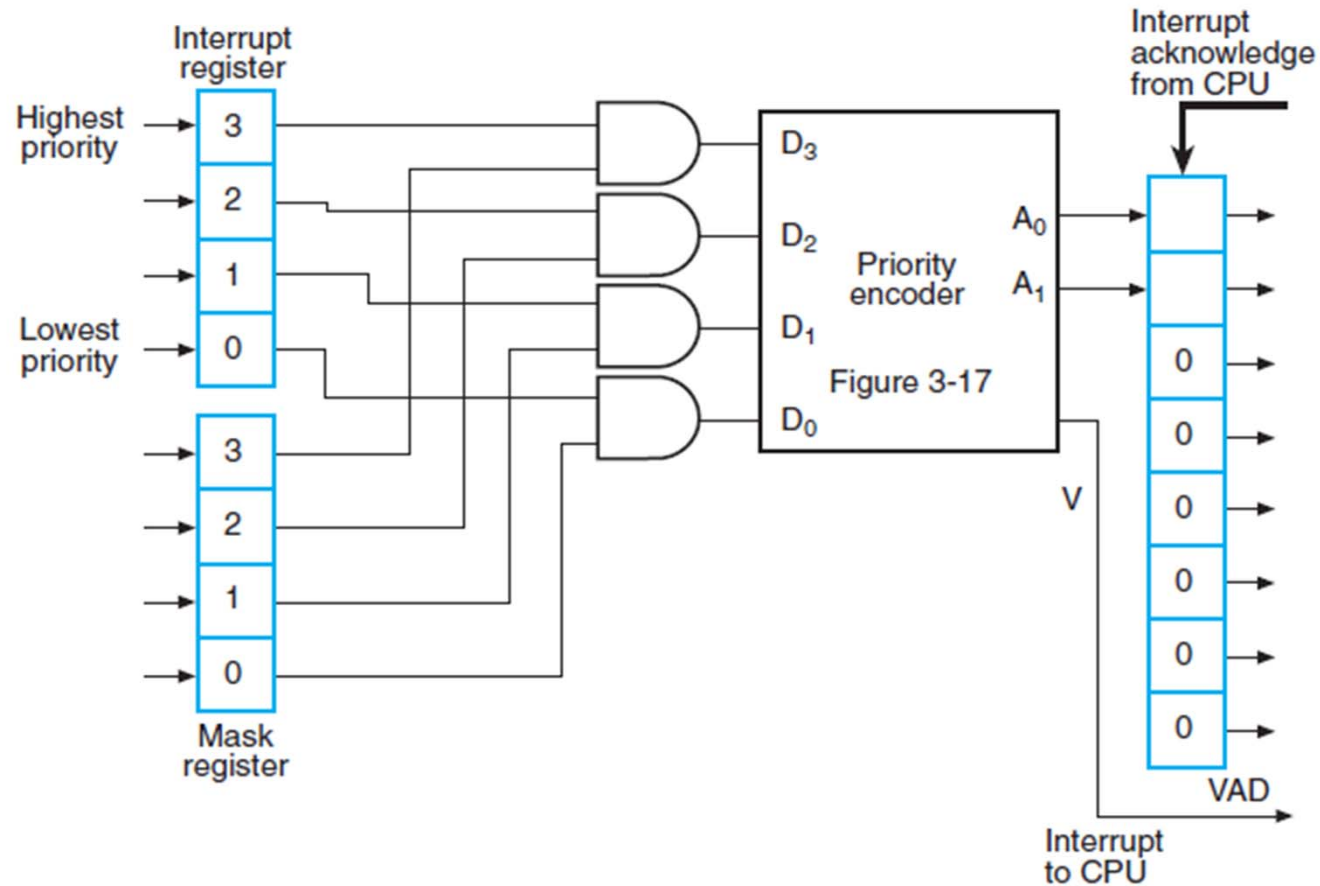 Interrupt
register
Highest
priority
3
2
1
0
Lowest
priority
3
2
1
0
Mask
register
D3
D2
D1
D0
Priority
encoder
Figure 3-17
A0
A1
V
Interrupt
acknowledge
from CPU
0
0
0
0
0
0
VAD
Interrupt
to CPU